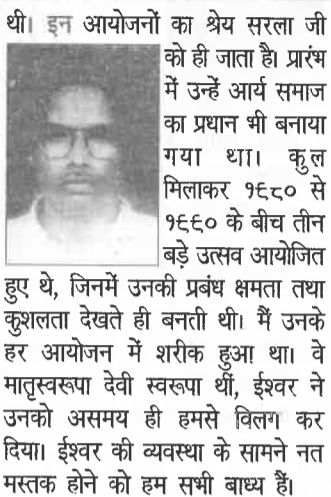 थी। इन आयोजनों का श्रेय सरला जी
को ही जाता है। प्रारंभ
में उन्हें आर्य समाज
का प्रधान भी बनाया
गया था। कुल
मिलाकर १९८० से
१९९० के बीच तीन
बड़े उत्सव आयोजित
हुए थे, जिनमें उनकी प्रबंध क्षमता तथा
कुशलता देखते ही बनती थी। मैं उनके
हर आयोजन में शरीक हुआ था। वे
मातृस्वरूपा देवी स्वरूपा थीं, ईश्वर ने
उनको असमय ही हमसे विलग कर
दिया। ईश्वर की व्यवस्था के सामने नत
मस्तक होने को हम सभी बाध्य हैं।